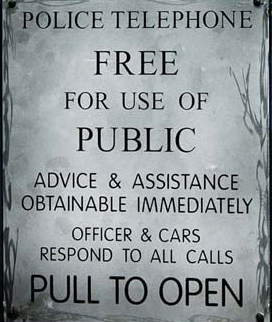 POLICE TELEPHONE
FREE
FOR USE OF
PUBLIC
ADVICE & ASSISTANCE
OBTAINABLE IMMEDIATELY
OFFICER & CARS
RESPOND TO ALL CALLS
PULL TO OPEN